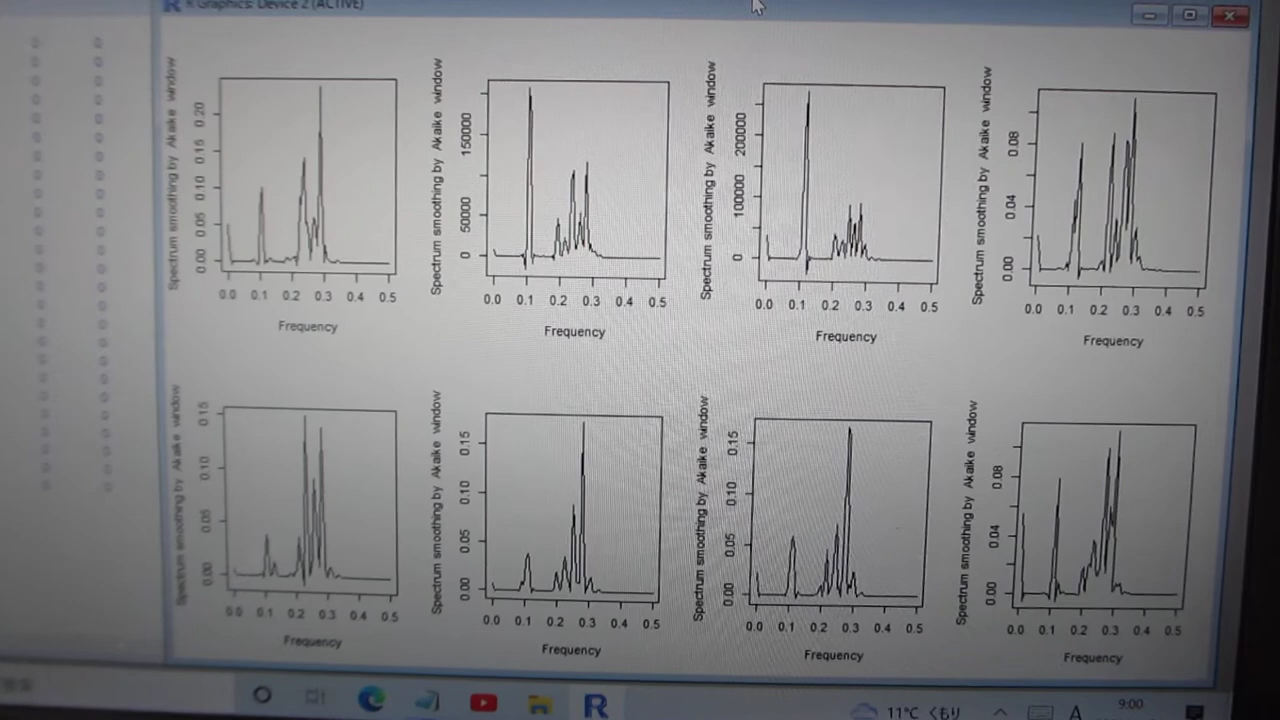 R Graphics: Device 2 (ACTIVE)
Spectrum smoothing by Akaike window
0.00 0.05 0.10 0.15 0.20
0.0 0.1 0.2 0.3 0.4 0.5
Frequency
Spectrum smoothing by Akaike window
0 50000 150000
0.0 0.1 0.2 0.3 0.4 0.5
Frequency
Spectrum smoothing by Akaike window
0 100000 200000
0.0 0.1 0.2 0.3 0.4 0.5
Frequency
Spectrum smoothing by Akaike window
0.00 0.04 0.08
0.0 0.1 0.2 0.3 0.4 0.5
Frequency
Spectrum smoothing by Akaike window
0.00 0.05 0.10 0.15
0.0 0.1 0.2 0.3 0.4 0.5
Frequency
Spectrum smoothing by Akaike window
0.00 0.05 0.10 0.15
0.0 0.1 0.2 0.3 0.4 0.5
Frequency
Spectrum smoothing by Akaike window
0.00 0.05 0.10 0.15
0.0 0.1 0.2 0.3 0.4 0.5
Frequency
Spectrum smoothing by Akaike window
0.00 0.04 0.08
0.0 0.1 0.2 0.3 0.4 0.5
Frequency
R
11°C くもり
A
9:00